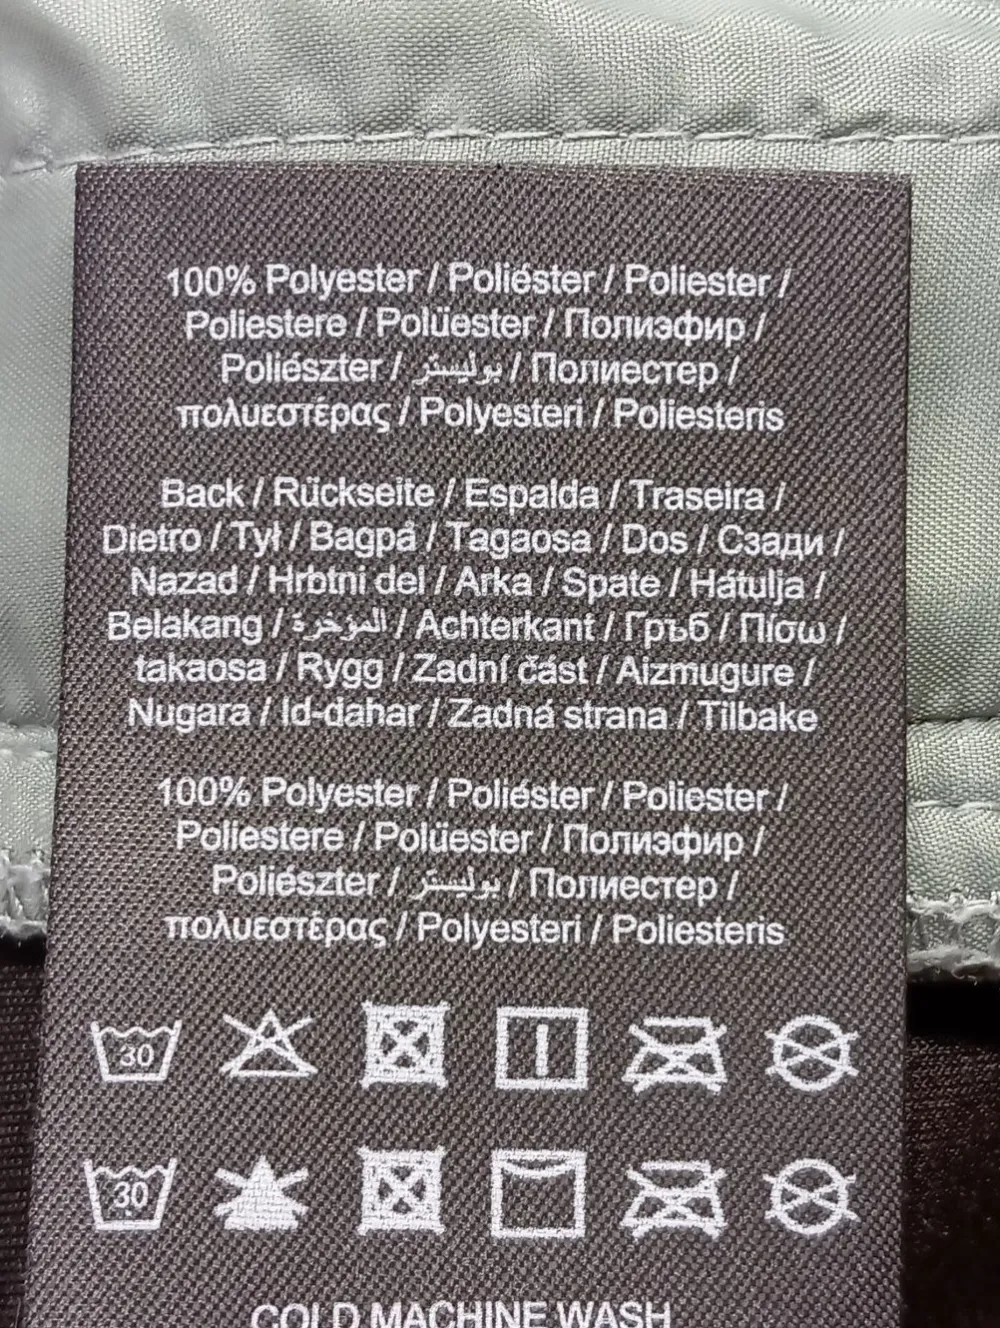 100% Polyester / Poliéster / Poliester /
Poliestere / Polüester / Полиэфир /
Poliészter / بوليستر / Полиестер /
πολυεστέρας / Polyesteri / Poliesteris
Back / Rückseite / Espalda / Traseira /
Dietro / Tył / Bagpå / Tagaosa / Dos / Сзади /
Nazad / Hrbtni del / Arka / Spate / Hátulja /
Belakang / المؤخرة / Achterkant / Гръб / Πίσω /
takaosa / Rygg / Zadní část / Aizmugure /
Nugara / Id-dahar / Zadná strana / Tilbake
100% Polyester / Poliéster / Poliester /
Poliestere / Polüester / Полиэфир /
Poliészter / بوليستر / Полиестер /
πολυεστέρας / Polyesteri / Poliesteris
30
30
COLD MACHINE WASH